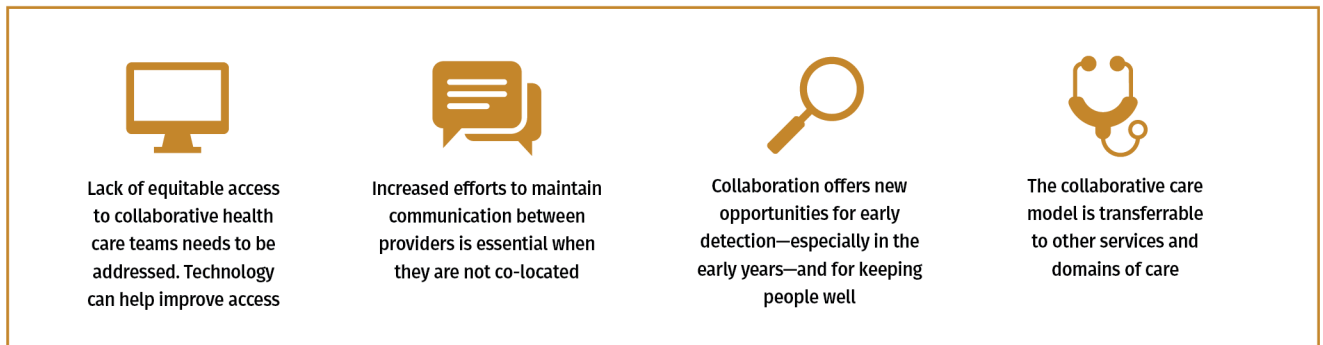 Lack of equitable access
to collaborative health
care teams needs to be
addressed. Technology
can help improve access
Increased efforts to maintain
communication between
providers is essential when
they are not co-located
Collaboration offers new
opportunities for early
detection—especially in the
early years—and for keeping
people well
The collaborative care
model is transferrable
to other services and
domains of care